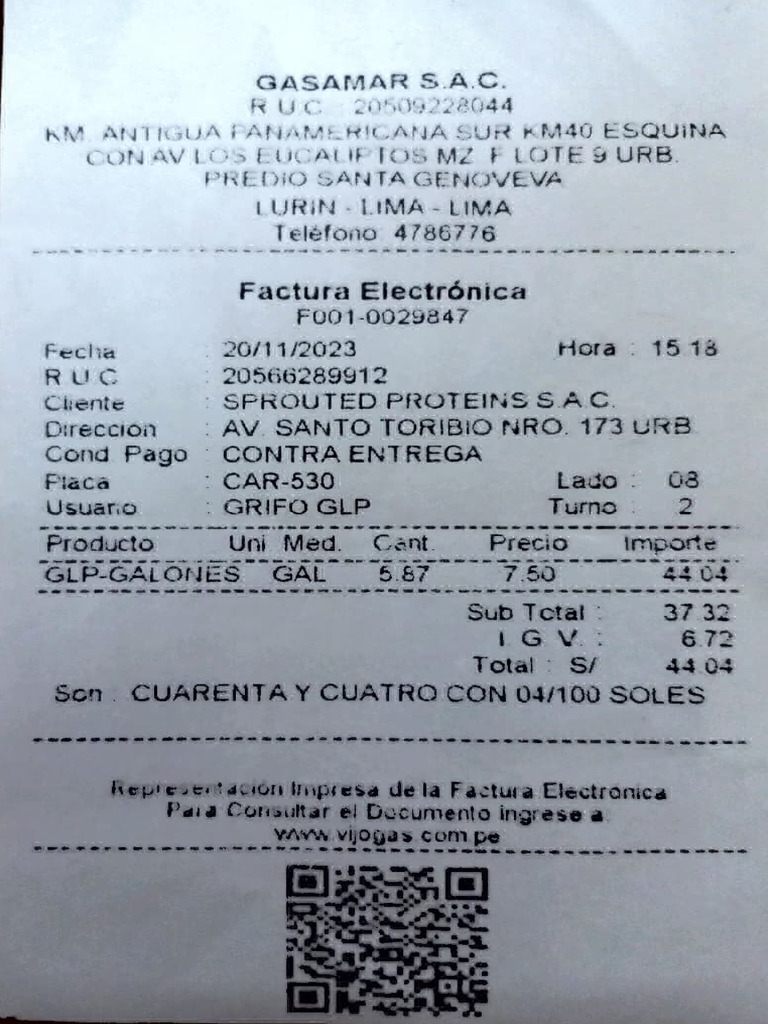 GASAMAR S.A.C.
R.U.C. 20509228044
KM. ANTIGUA PANAMERICANA SUR KM40 ESQUINA
CON AV LOS EUCALIPTOS MZ. F LOTE 9 URB.
PREDIO SANTA GENOVEVA
LURIN - LIMA - LIMA
Teléfono 4786776
Factura Electrónica
F001-0029847
Fecha : 20/11/2023 Hora : 15:18
R.U.C : 20566289912
Cliente : SPROUTED PROTEINS S.A.C.
Dirección : AV. SANTO TORIBIO NRO. 173 URB.
Cond. Pago : CONTRA ENTREGA
Placa : CAR-530 Lado : 08
Usuario : GRIFO GLP Turno : 2
Producto Uni. Med. Cant. Precio Importe
GLP-GALONES GAL 5.87 7.50 44.04
Sub Total : 37.32
I.G.V. : 6.72
Total : S/ 44.04
Son : CUARENTA Y CUATRO CON 04/100 SOLES
Representación Impresa de la Factura Electrónica
Para Consultar el Documento ingrese a
www.vijogas.com.pe